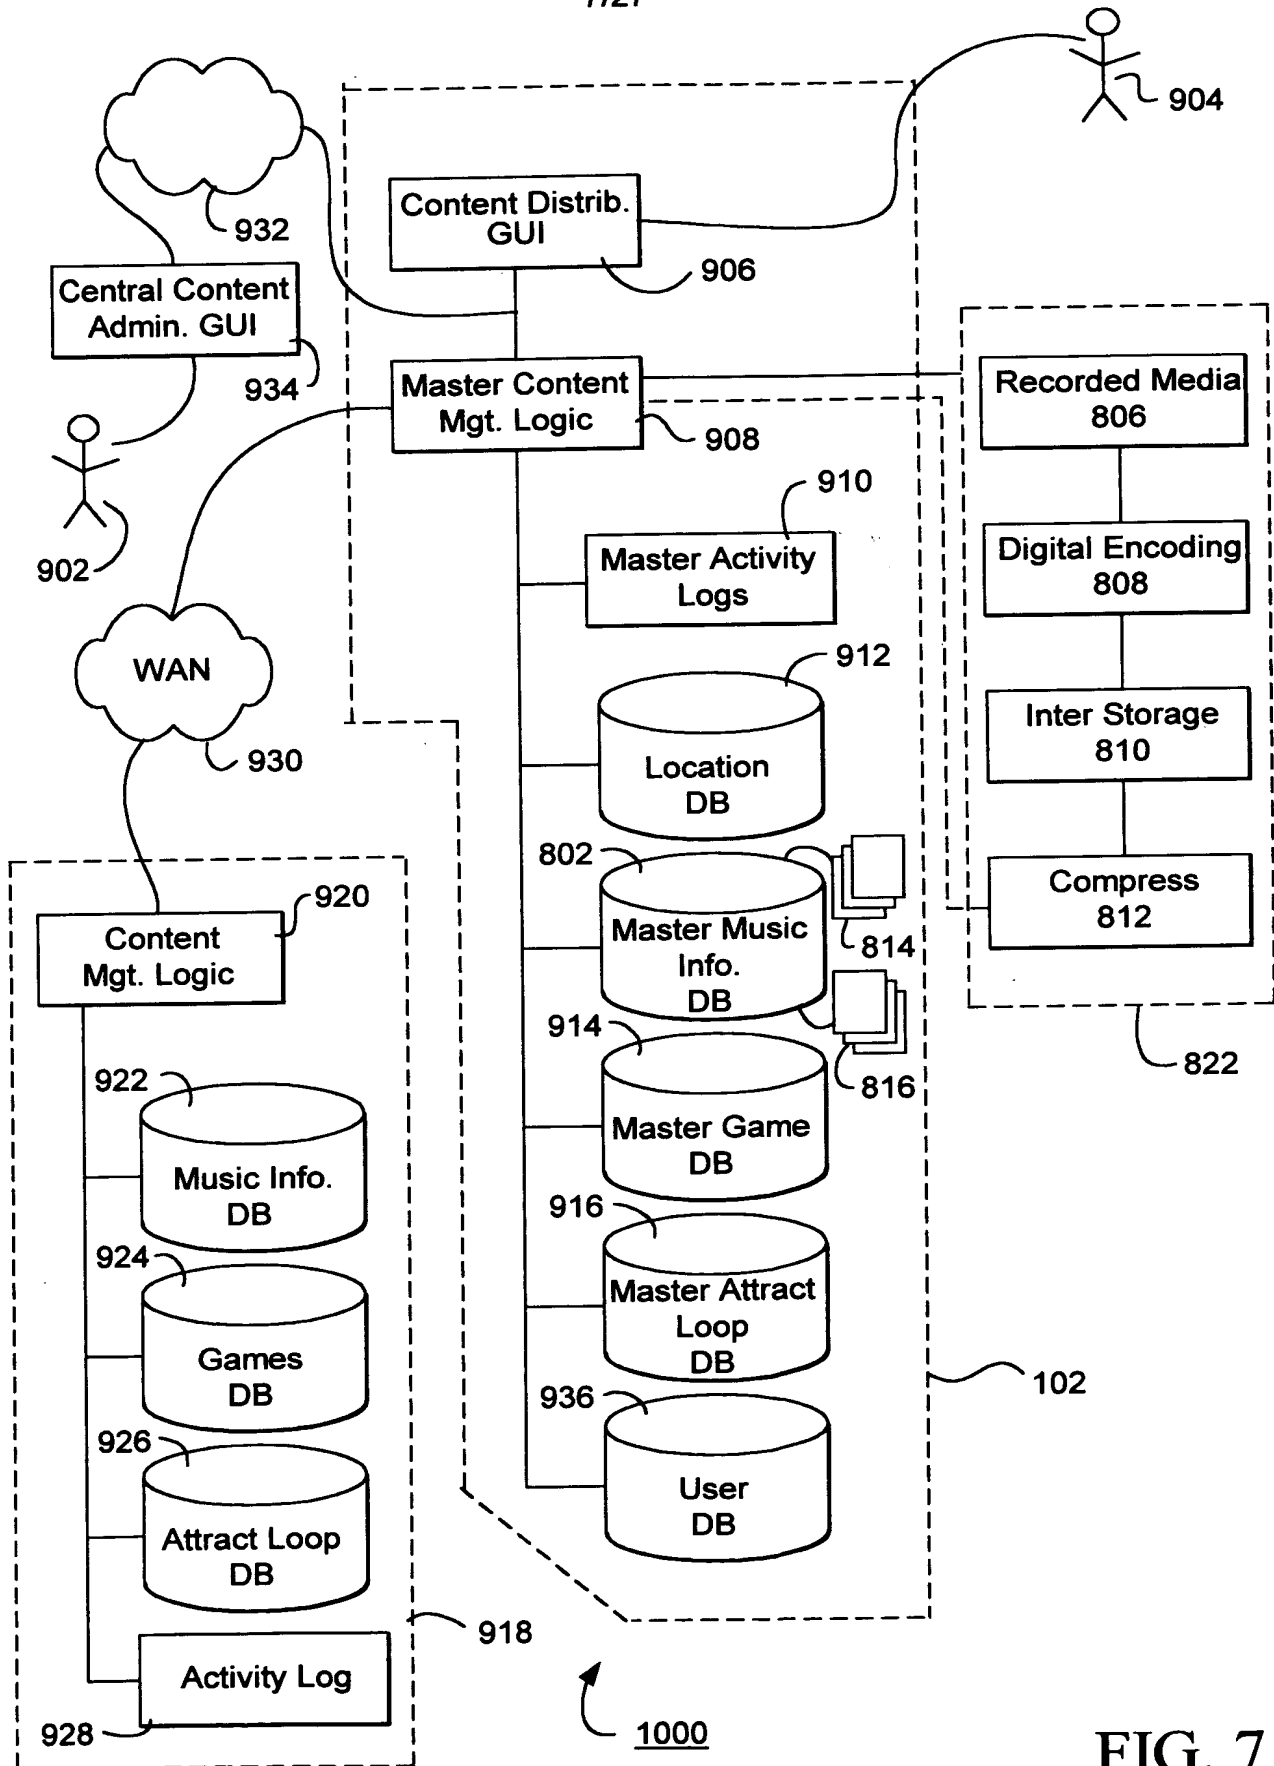 904
932
Content Distrib.
GUI
906
Central Content
Admin. GUI
934
Master Content
Mgt. Logic
908
Recorded Media
806
902
910
Master Activity
Logs
Digital Encoding
808
WAN
930
912
Location
DB
Inter Storage
810
802
Master Music
Info.
DB
814
Compress
812
920
Content
Mgt. Logic
914
Master Game
DB
816
822
922
Music Info.
DB
916
Master Attract
Loop
DB
924
Games
DB
102
936
User
DB
926
Attract Loop
DB
918
Activity Log
928
1000
FIG. 7